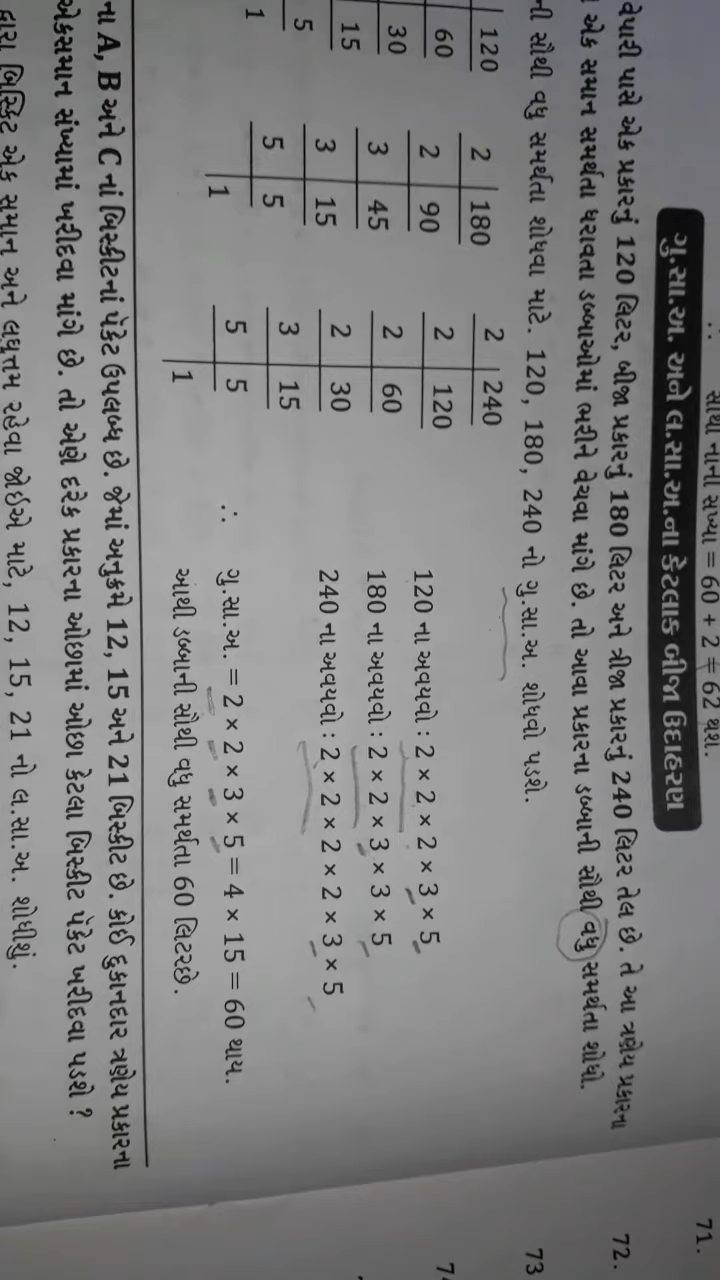 ∴ સૌથી નાની સંખ્યા = 60 + 2 = 62 થશે.
ગુ.સા.અ. અને લ.સા.અ.ના કેટલાક બીજા ઉદાહરણ
વેપારી પાસે એક પ્રકારનું 120 લિટર, બીજા પ્રકારનું 180 લિટર અને ત્રીજા પ્રકારનું 240 લિટર તેલ છે. તે આ ત્રણેય પ્રકારના
એક સમાન સમર્થતા ધરાવતા ડબ્બાઓમાં ભરીને વેચવા માંગે છે. તો આવા પ્રકારના ડબ્બાની સૌથી વધુ સમર્થતા શોધો.
ની સૌથી વધુ સમર્થતા શોધવા માટે. 120, 180, 240 નો ગુ.સા.અ. શોધવો પડશે.
120 2 180 2 240
60 2 90 2 120
30 3 45 2 60
15 3 15 2 30
5 5 5 3 15
1 1 5 5
1
120 ના અવયવો : 2 × 2 × 2 × 3 × 5
180 ના અવયવો : 2 × 2 × 3 × 3 × 5
240 ના અવયવો : 2 × 2 × 2 × 2 × 3 × 5
∴ ગુ.સા.અ. = 2 × 2 × 3 × 5 = 4 × 15 = 60 થાય.
આથી ડબ્બાની સૌથી વધુ સમર્થતા 60 લિટરછે.
ના A, B અને C નાં બિસ્કીટનાં પૅકેટ ઉપલબ્ધ છે. જેમાં અનુક્રમે 12, 15 અને 21 બિસ્કીટ છે. કોઈ દુકાનદાર ત્રણેય પ્રકારના
એકસમાન સંખ્યામાં ખરીદવા માંગે છે. તો એણે દરેક પ્રકારના ઓછામાં ઓછા કેટલા બિસ્કીટ પૅકેટ ખરીદવા પડશે ?
દ્વારા બિસ્કિટ એક સમાન અને લઘુત્તમ રહેવા જોઈએ માટે, 12, 15, 21 નો લ.સા.અ. શોધીશું.
71.
72.
73